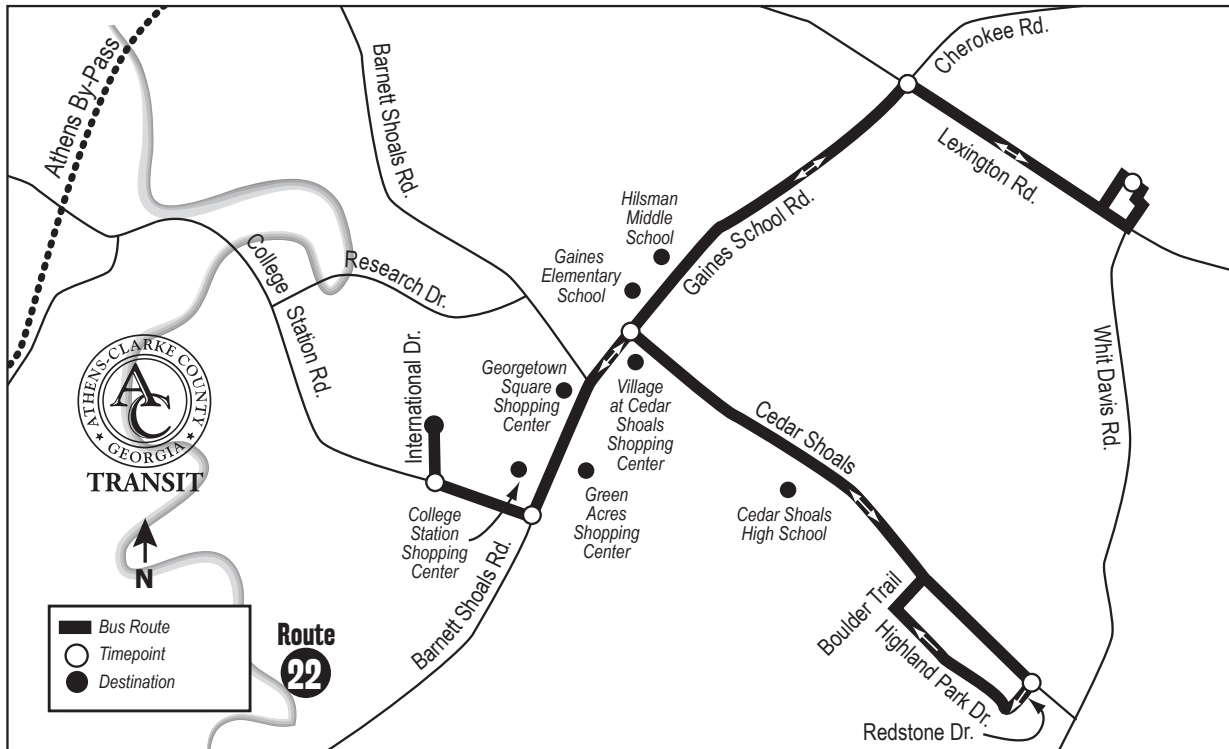 Athens By-Pass
Barnett Shoals Rd.
Cherokee Rd.
Lexington Rd.
Hilsman
Middle
School
Gaines
Elementary
School
Gaines School Rd.
College
Station Rd.
Research Dr.
International Dr.
Georgetown
Square
Shopping
Center
Village
at Cedar
Shoals
Shopping
Center
Whit Davis Rd.
Cedar Shoals
ATHENS-CLARKE COUNTY
AC
GEORGIA
TRANSIT
College
Station
Shopping
Center
Green
Acres
Shopping
Center
Cedar Shoals
High School
N
Barnett Shoals Rd.
Boulder Trail
Highland Park Dr.
Redstone Dr.
Bus Route
Timepoint
Destination
Route
22